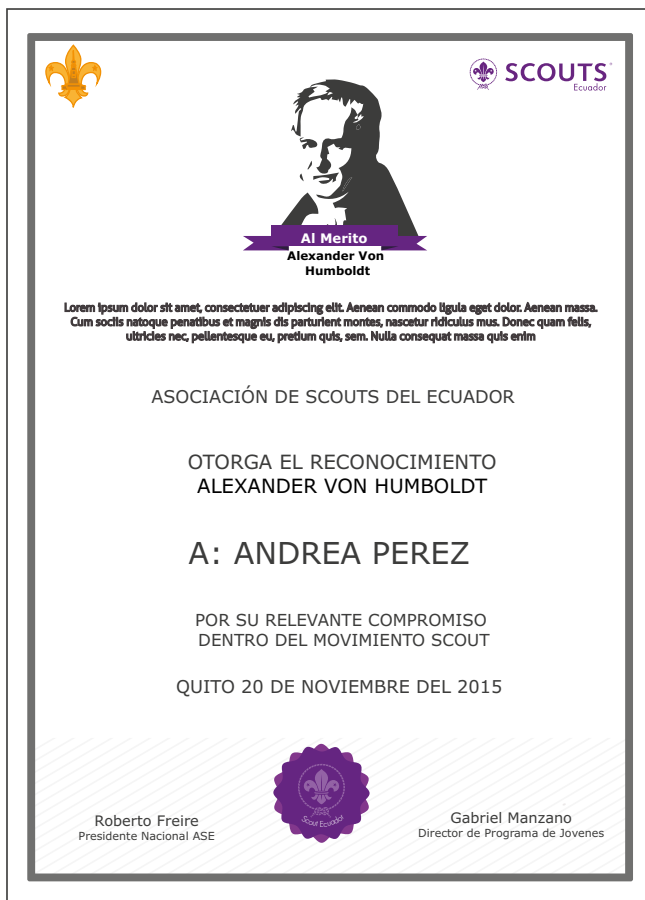 SCOUTS
Ecuador
Al Merito
Alexander Von
Humboldt
Lorem ipsum dolor sit amet, consectetuer adipiscing elit. Aenean commodo ligula eget dolor. Aenean massa.
Cum sociis natoque penatibus et magnis dis parturient montes, nascetur ridiculus mus. Donec quam felis,
ultricies nec, pellentesque eu, pretium quis, sem. Nulla consequat massa quis enim
ASOCIACIÓN DE SCOUTS DEL ECUADOR
OTORGA EL RECONOCIMIENTO
ALEXANDER VON HUMBOLDT
A: ANDREA PEREZ
POR SU RELEVANTE COMPROMISO
DENTRO DEL MOVIMIENTO SCOUT
QUITO 20 DE NOVIEMBRE DEL 2015
Scout Ecuador
Roberto Freire
Presidente Nacional ASE
Gabriel Manzano
Director de Programa de Jovenes